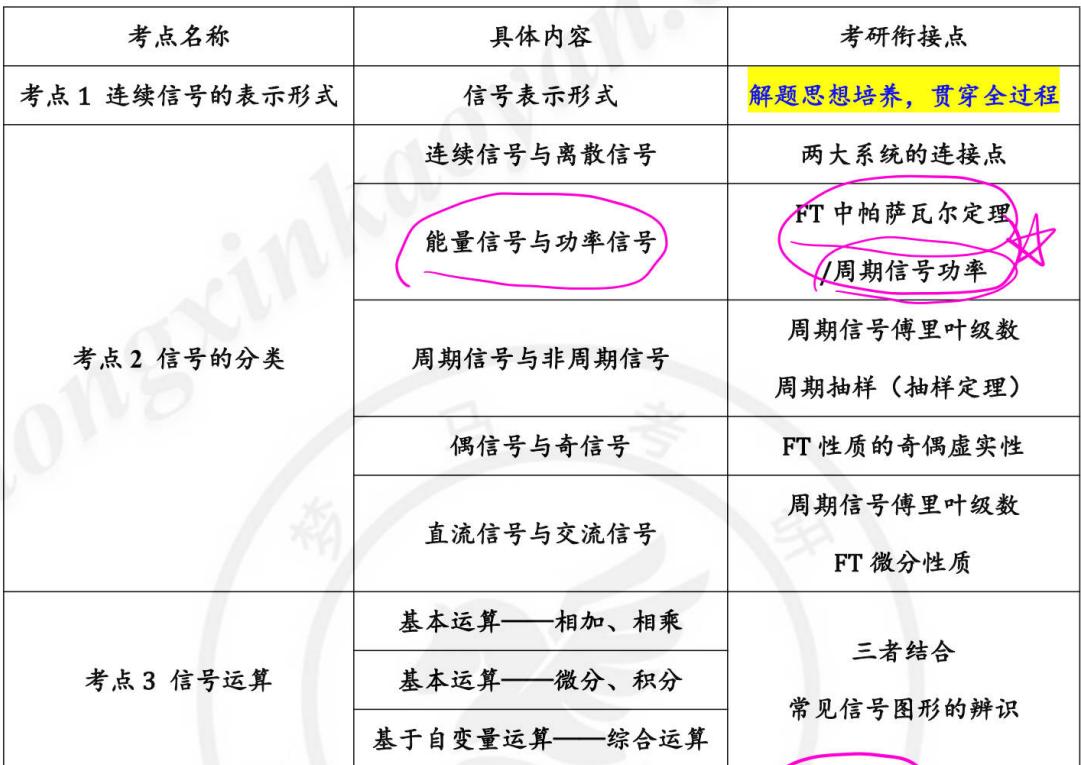 考点名称
具体内容
考研衔接点
考点 1 连续信号的表示形式
信号表示形式
解题思想培养，贯穿全过程
考点 2 信号的分类
连续信号与离散信号
两大系统的连接点
能量信号与功率信号
FT 中帕萨瓦尔定理
/周期信号功率
周期信号与非周期信号
周期信号傅里叶级数
周期抽样（抽样定理）
偶信号与奇信号
FT 性质的奇偶虚实性
直流信号与交流信号
周期信号傅里叶级数
FT 微分性质
考点 3 信号运算
基本运算——相加、相乘
基本运算——微分、积分
基于自变量运算——综合运算
三者结合
常见信号图形的辨识